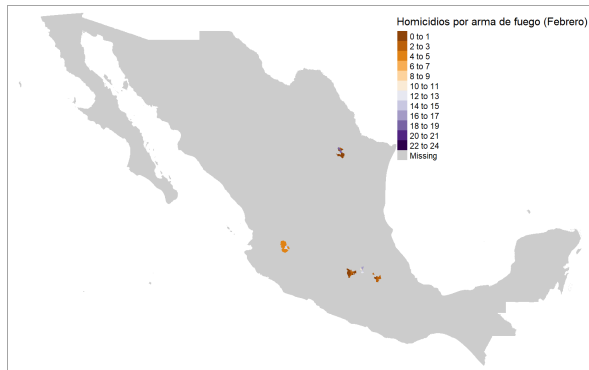 Homicidios por arma de fuego (Febrero)
0 to 1
2 to 3
4 to 5
6 to 7
8 to 9
10 to 11
12 to 13
14 to 15
16 to 17
18 to 19
20 to 21
22 to 24
Missing